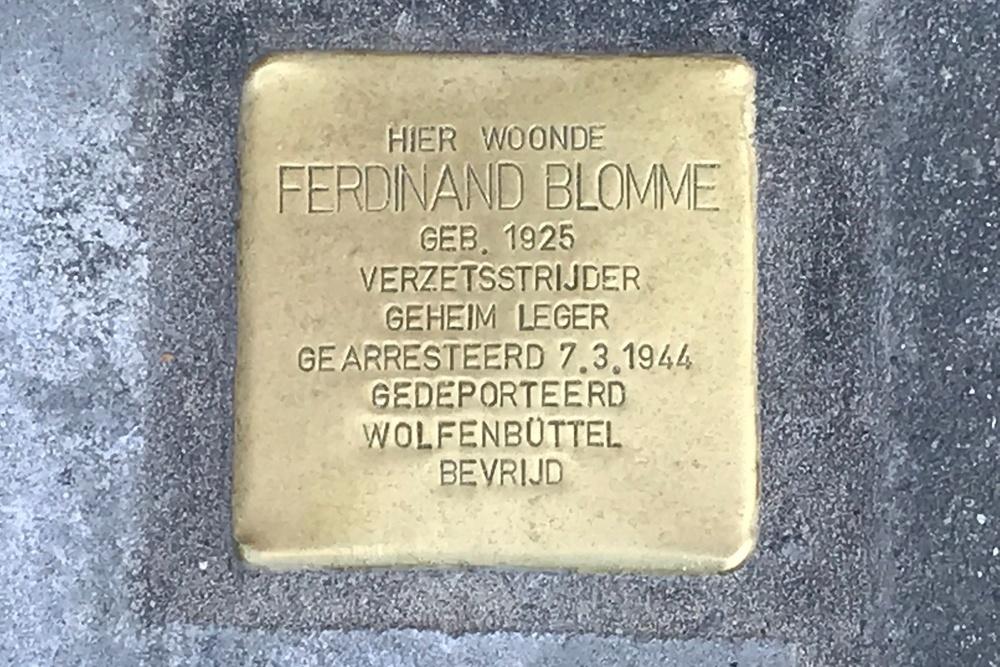 HIER WOONDE
FERDINAND BLOMME
GEB. 1925
VERZETSSTRIJDER
GEHEIM LEGER
GEARRESTEERD 7.3.1944
GEDEPORTEERD
WOLFENBÜTTEL
BEVRIJD